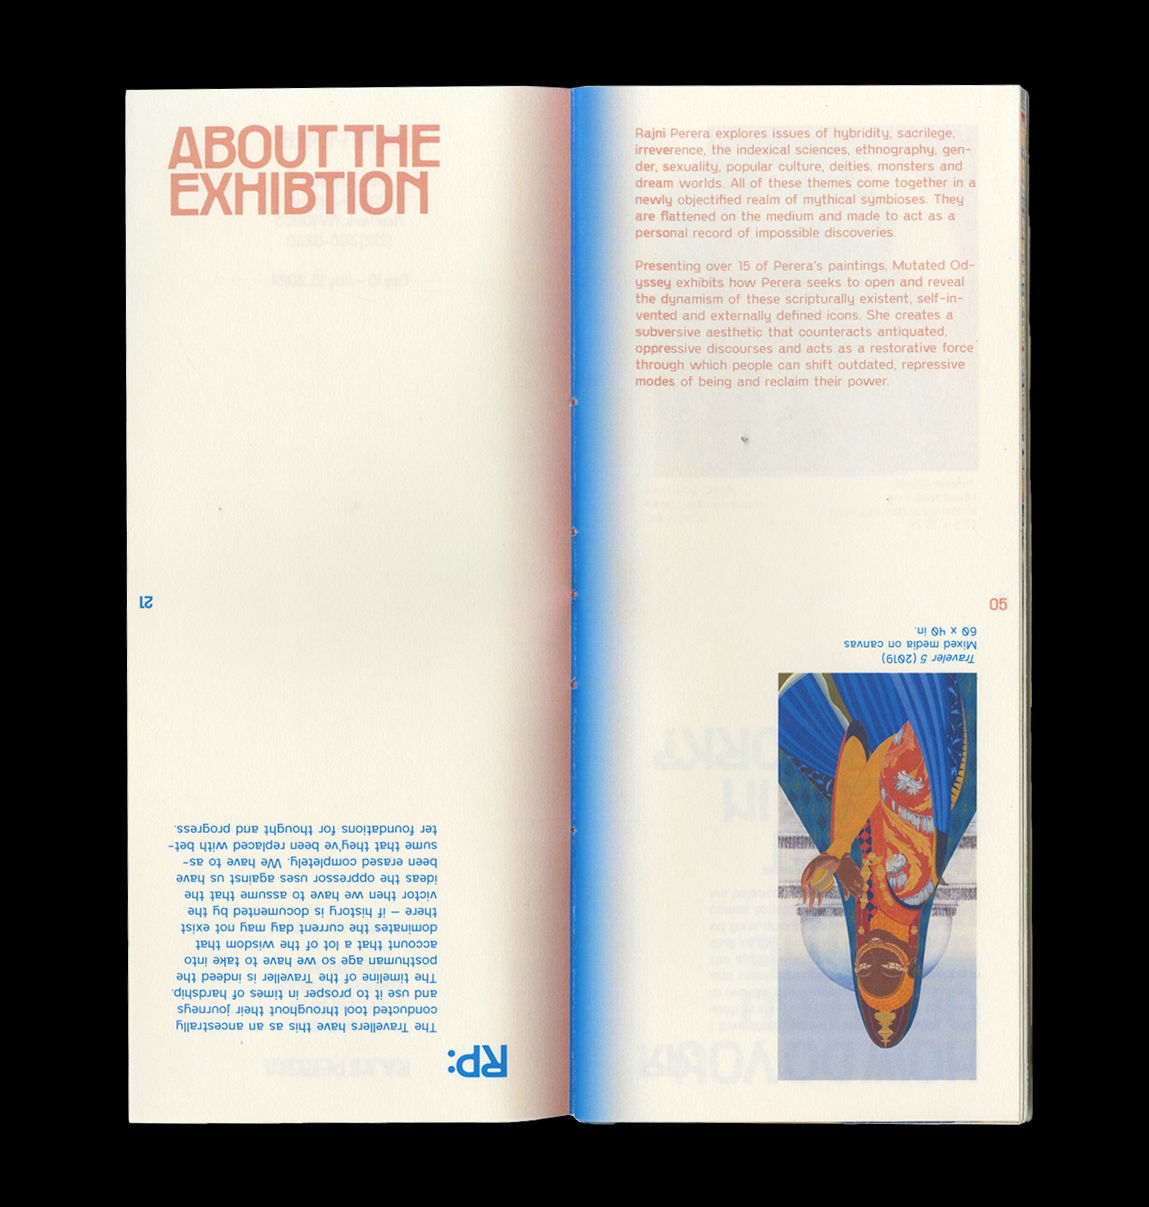 ABOUT THE
EXHIBTION
Rajni Perera explores issues of hybridity, sacrilege,
irreverence, the indexical sciences, ethnography, gen-
der, sexuality, popular culture, deities, monsters and
dream worlds. All of these themes come together in a
newly objectified realm of mythical symbioses. They
are flattened on the medium and made to act as a
personal record of impossible discoveries.
Presenting over 15 of Perera's paintings, Mutated Od-
yssey exhibits how Perera seeks to open and reveal
the dynamism of these scripturally existent, self-in-
vented and externally defined icons. She creates a
subversive aesthetic that counteracts antiquated,
oppressive discourses and acts as a restorative force
through which people can shift outdated, repressive
modes of being and reclaim their power.
05
Traveler 5 (2019)
Mixed media on canvas
60 x 40 in.
RP:
The Travellers have this as an ancestrally
conducted tool throughout their journeys
and use it to prosper in times of hardship.
The timeline of the Traveller is indeed the
posthuman age so we have to take into
account that a lot of the wisdom that
dominates the current day may not exist
there – if history is documented by the
victor then we have to assume that the
ideas the oppressor uses against us have
been erased completely. We have to as-
sume that they've been replaced with bet-
ter foundations for thought and progress.
21